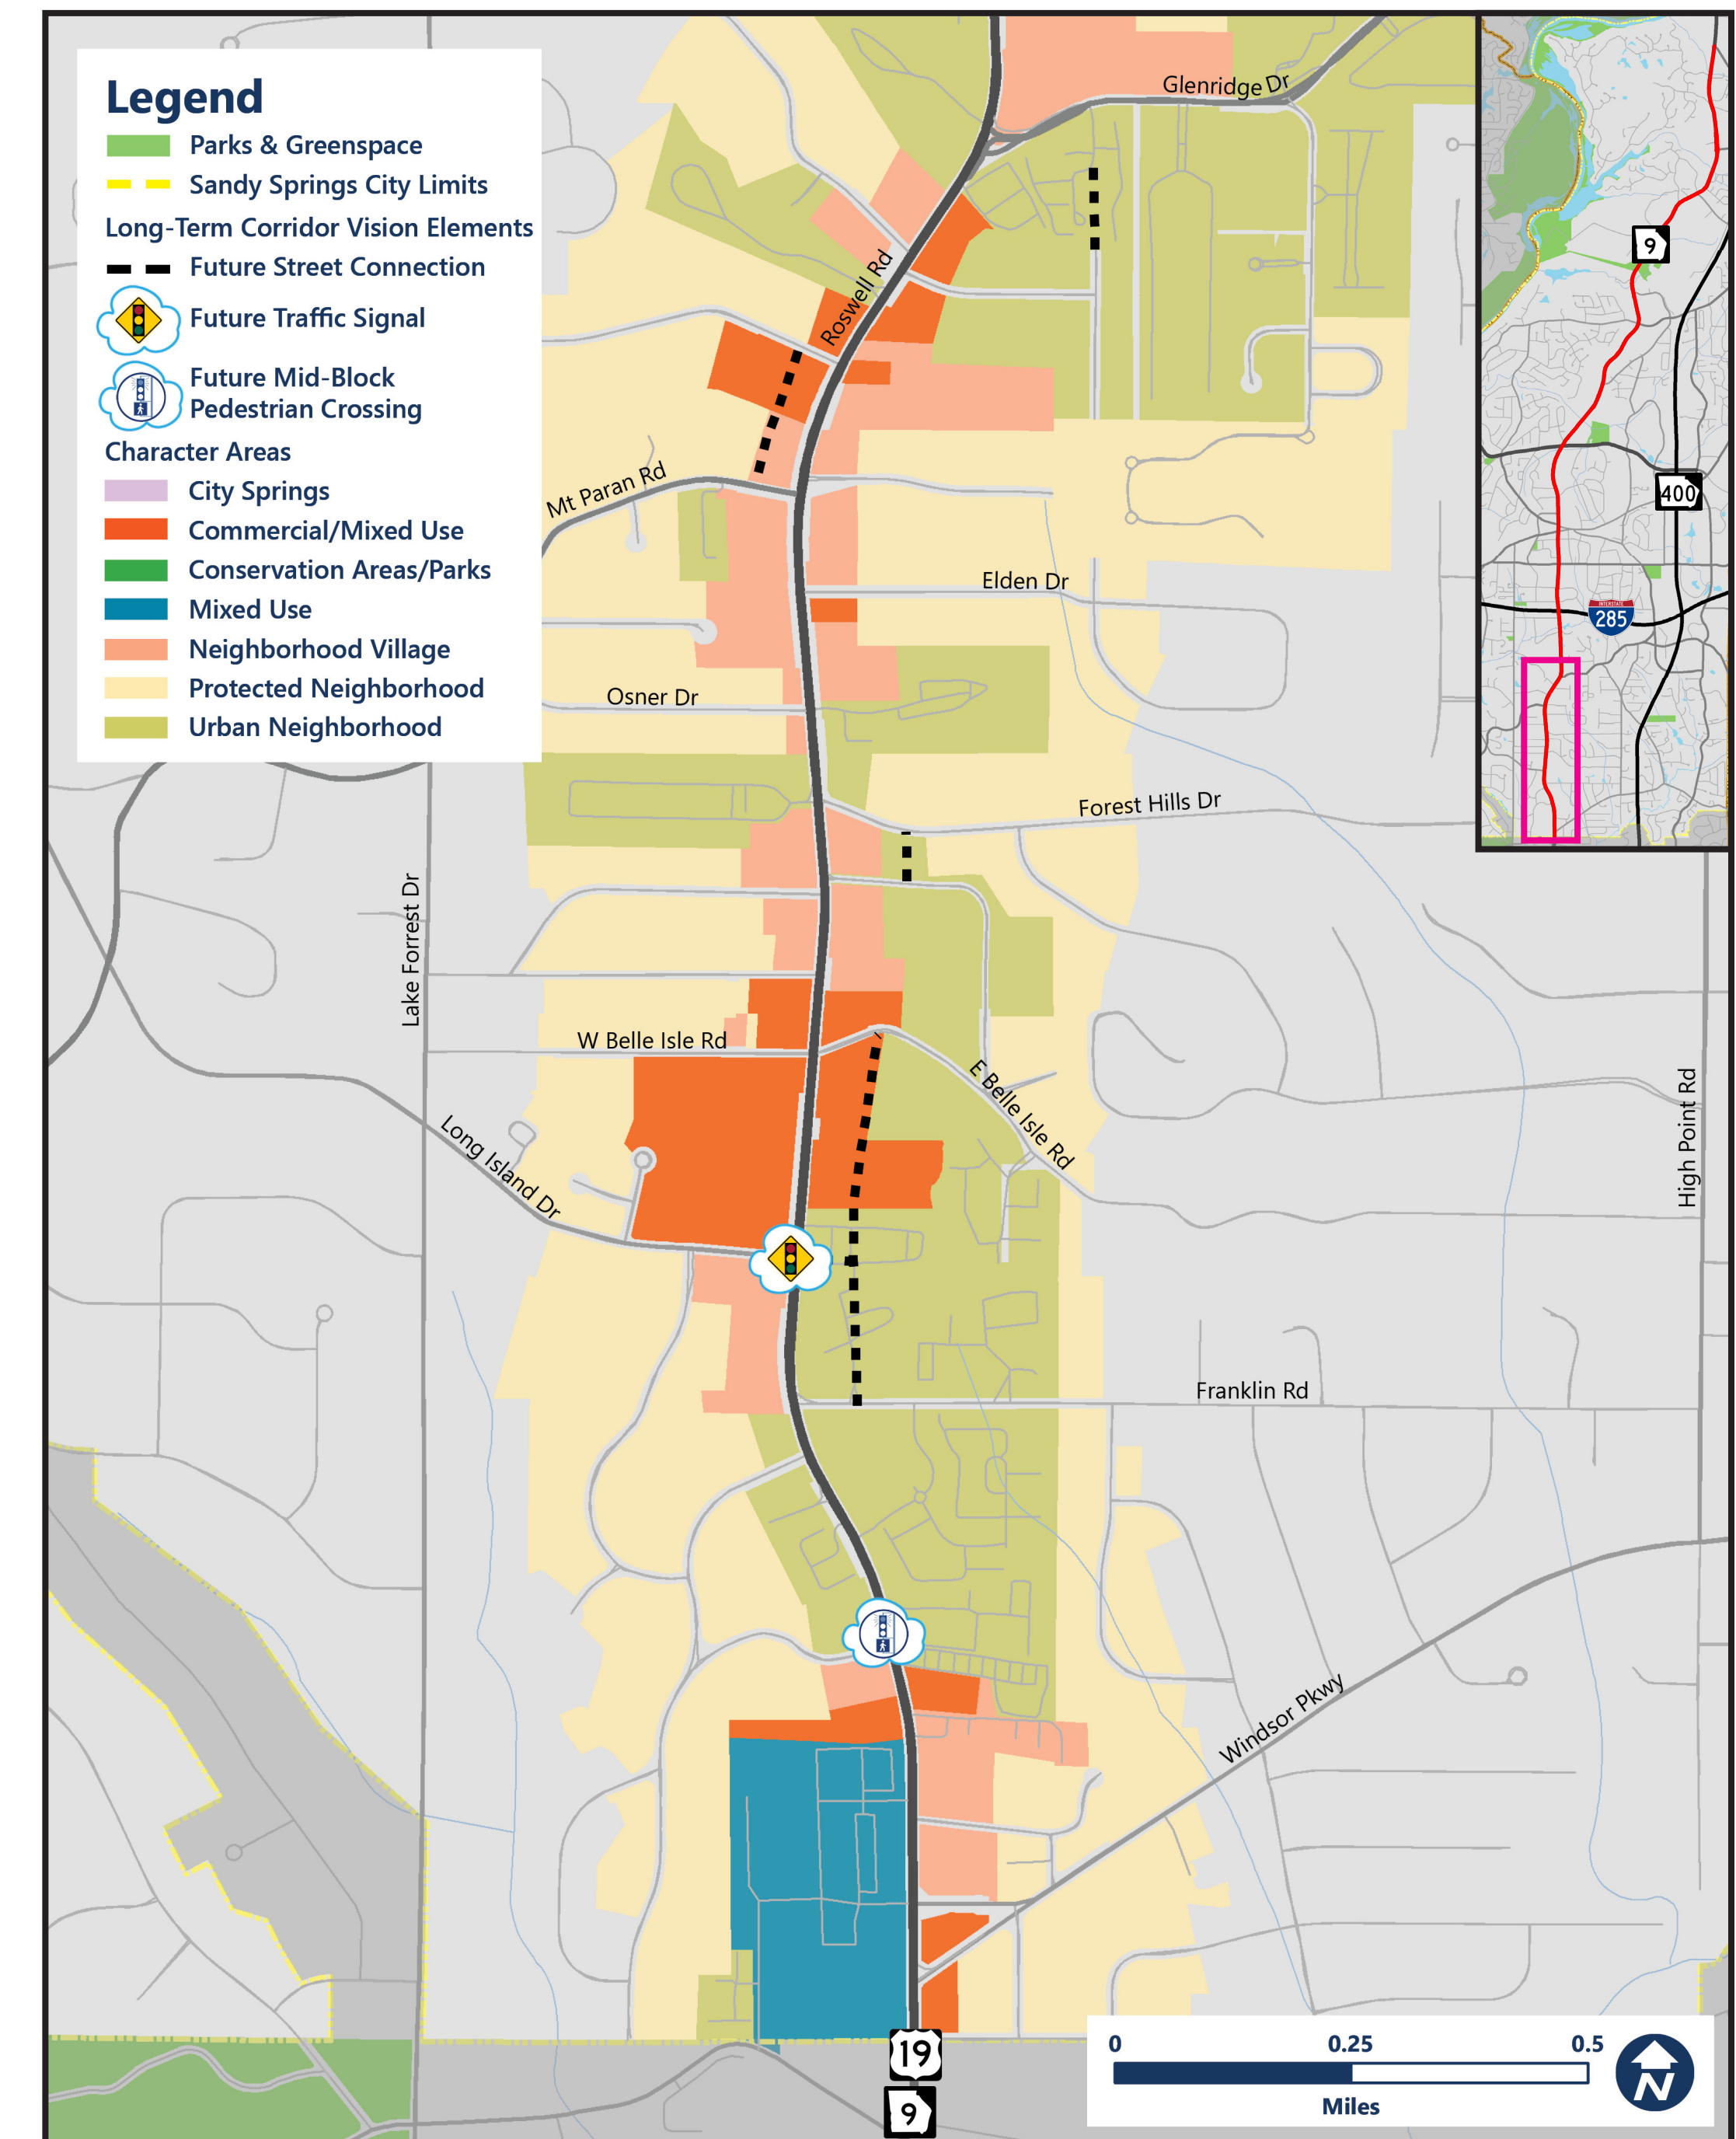 Legend
Parks & Greenspace
Sandy Springs City Limits
Long-Term Corridor Vision Elements
Future Street Connection
Future Traffic Signal
Future Mid-Block
Pedestrian Crossing
Character Areas
City Springs
Commercial/Mixed Use
Conservation Areas/Parks
Mixed Use
Neighborhood Village
Protected Neighborhood
Urban Neighborhood
Glenridge Dr
Roswell Rd
Mt Paran Rd
Elden Dr
Osner Dr
Forest Hills Dr
Lake Forrest Dr
W Belle Isle Rd
E Belle Isle Rd
Long Island Dr
High Point Rd
Franklin Rd
Windsor Pkwy
9
400
INTERSTATE
285
19
9
0 0.25 0.5
Miles
N